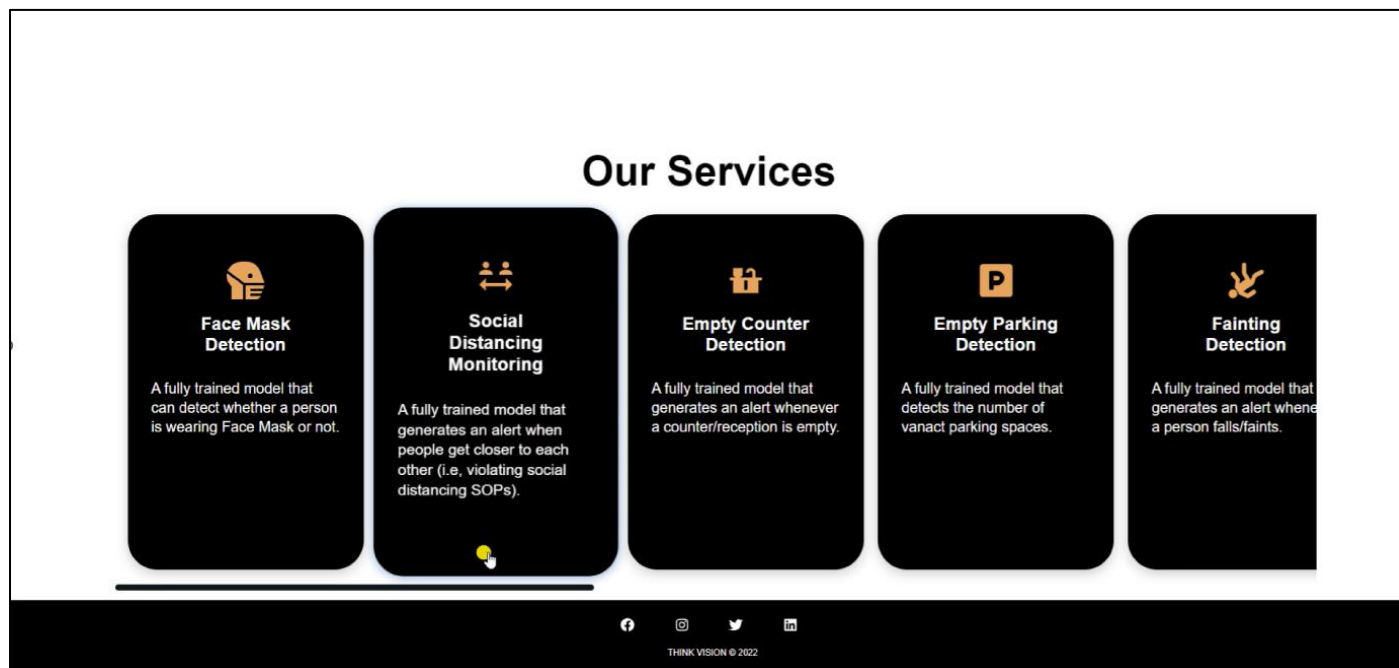 Our Services
Face Mask
Detection
A fully trained model that
can detect whether a person
is wearing Face Mask or not.
Social
Distancing
Monitoring
A fully trained model that
generates an alert when
people get closer to each
other (i.e, violating social
distancing SOPs).
Empty Counter
Detection
A fully trained model that
generates an alert whenever
a counter/reception is empty.
P
Empty Parking
Detection
A fully trained model that
detects the number of
vanact parking spaces.
Fainting
Detection
A fully trained model that
generates an alert whene
a person falls/faints.
THINK VISION © 2022